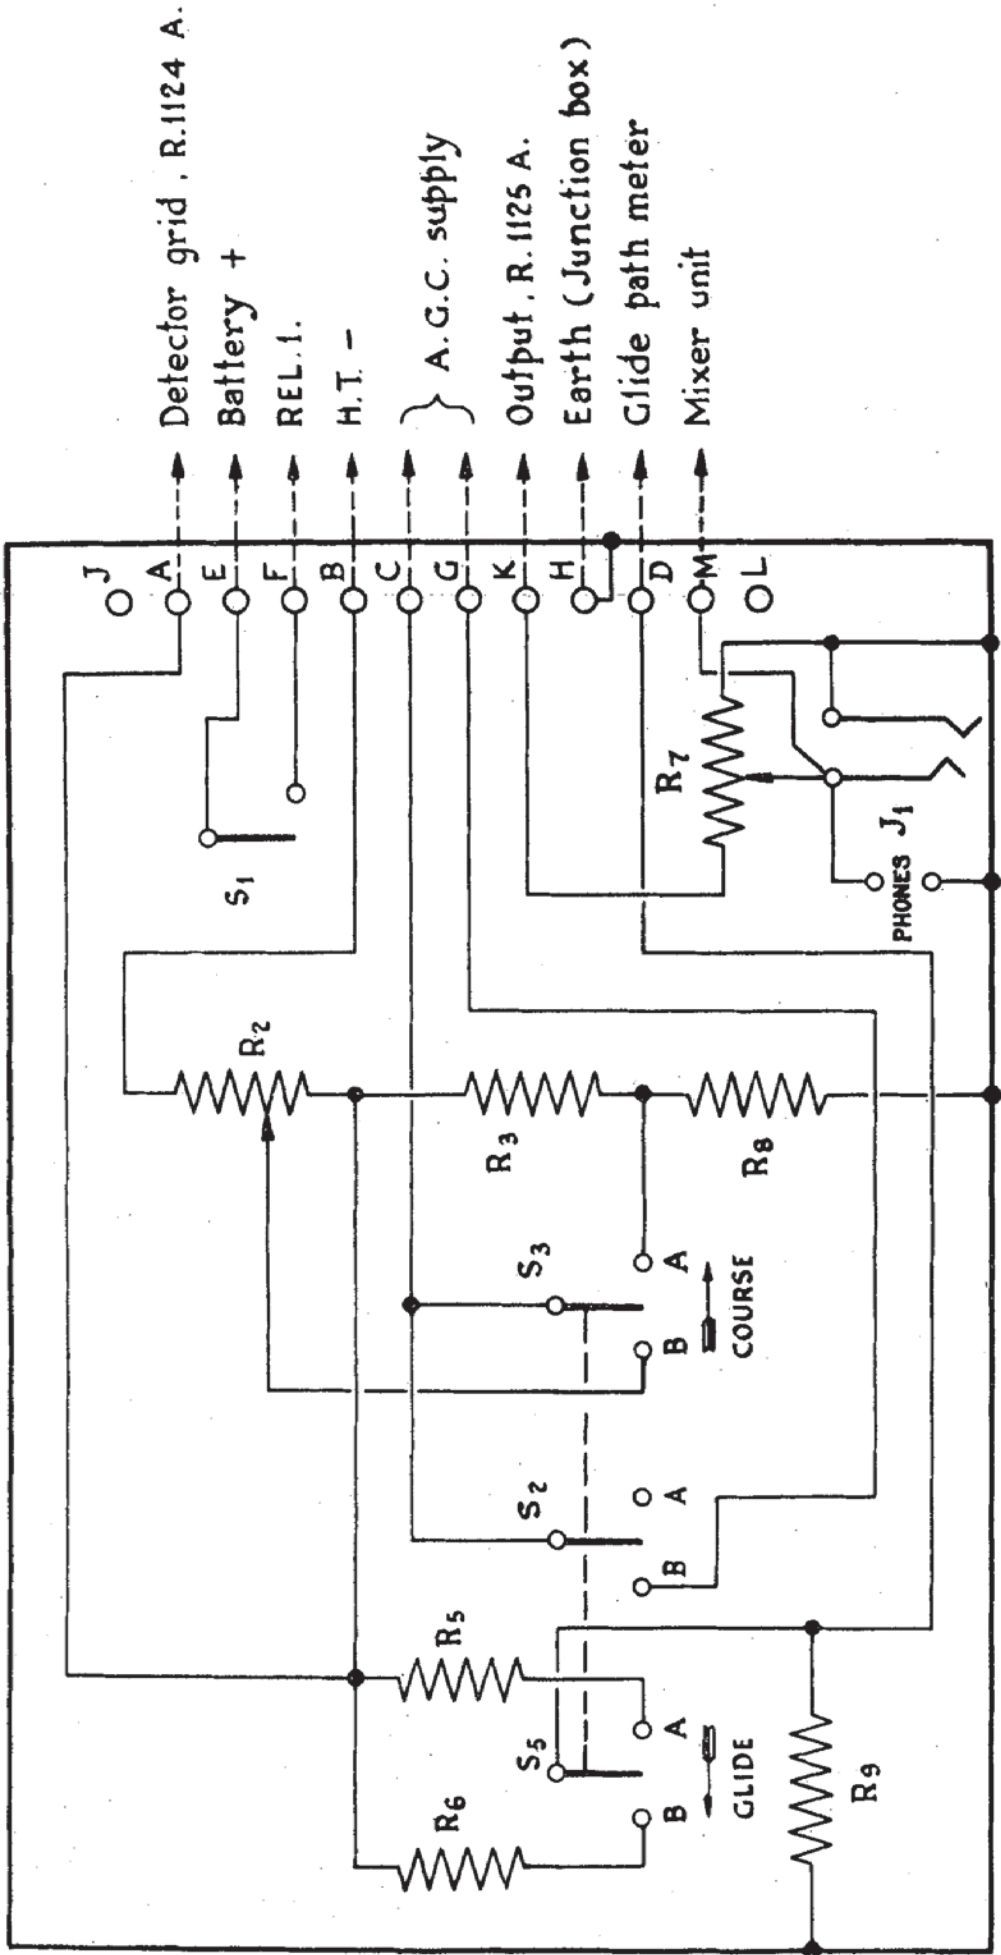 J
A Detector grid, R.1124 A.
E Battery +
F REL.1.
B H.T. -
C
G
} A.G.C. supply
K Output, R.1125 A.
H Earth (Junction box)
D Glide path meter
M Mixer unit
L
S1
R2
R3
R8
R7
J1
PHONES
S3
B A
COURSE
S2
B A
R5
R6
S5
B A
GLIDE
R9